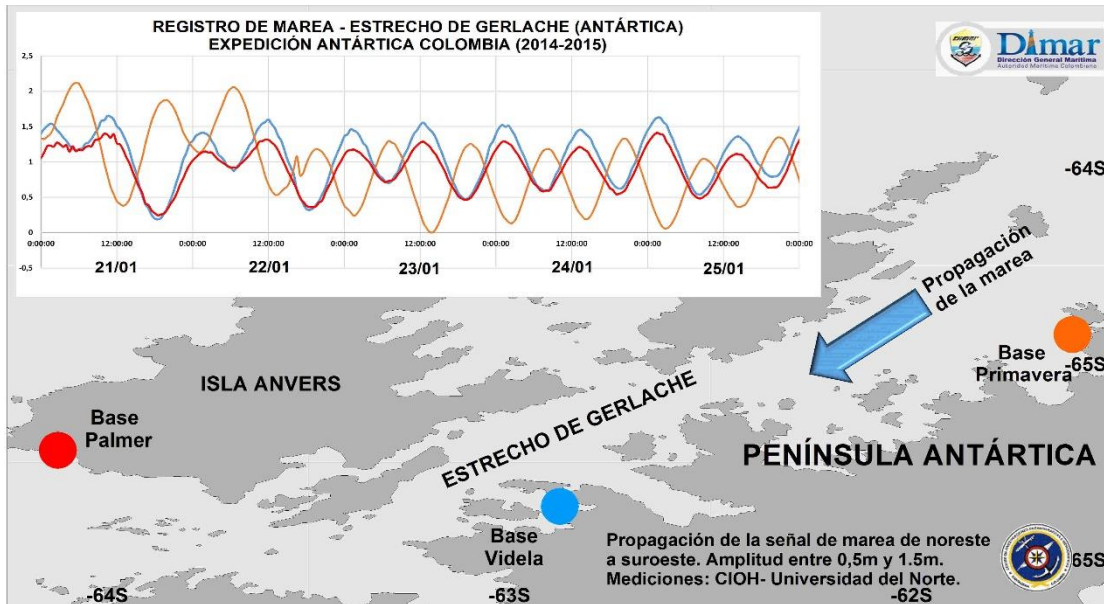 REGISTRO DE MAREA - ESTRECHO DE GERLACHE (ANTÁRTICA)
EXPEDICIÓN ANTÁRTICA COLOMBIA (2014-2015)
Dimar
Dirección General Marítima
Autoridad Marítima Colombiana
2,5
2
1,5
1
0,5
0
-0,5
0:00:00 12:00:00 0:00:00 12:00:00 0:00:00 12:00:00 0:00:00 12:00:00 0:00:00 12:00:00 0:00:00
21/01 22/01 23/01 24/01 25/01
-64S
Propagación
de la marea
Base
Primavera
-65S
ISLA ANVERS
Base
Palmer
ESTRECHO DE GERLACHE
PENÍNSULA ANTÁRTICA
Base
Videla
Propagación de la señal de marea de noreste
a suroeste. Amplitud entre 0,5m y 1.5m.
Mediciones: CIOH- Universidad del Norte.
65S
-64S -63S -62S